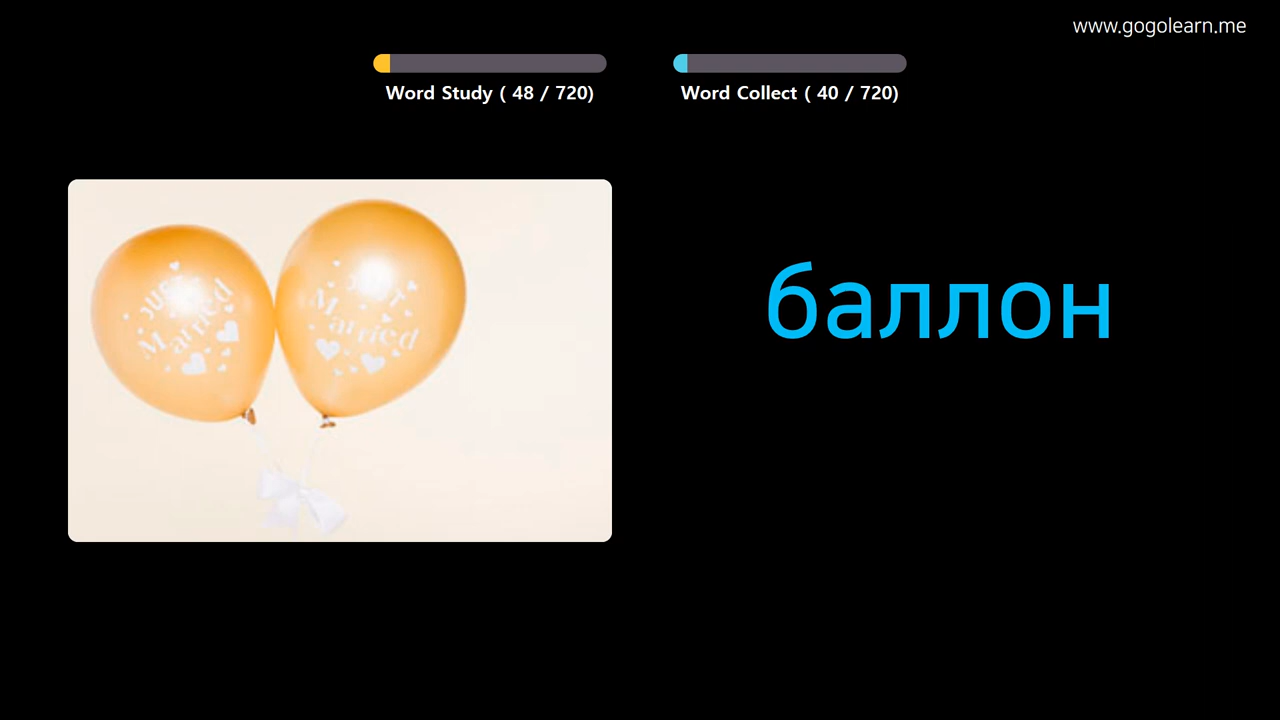 www.gogolearn.me
Word Study ( 48 / 720)
Word Collect ( 40 / 720)
Just
Married
Just
Married
баллон